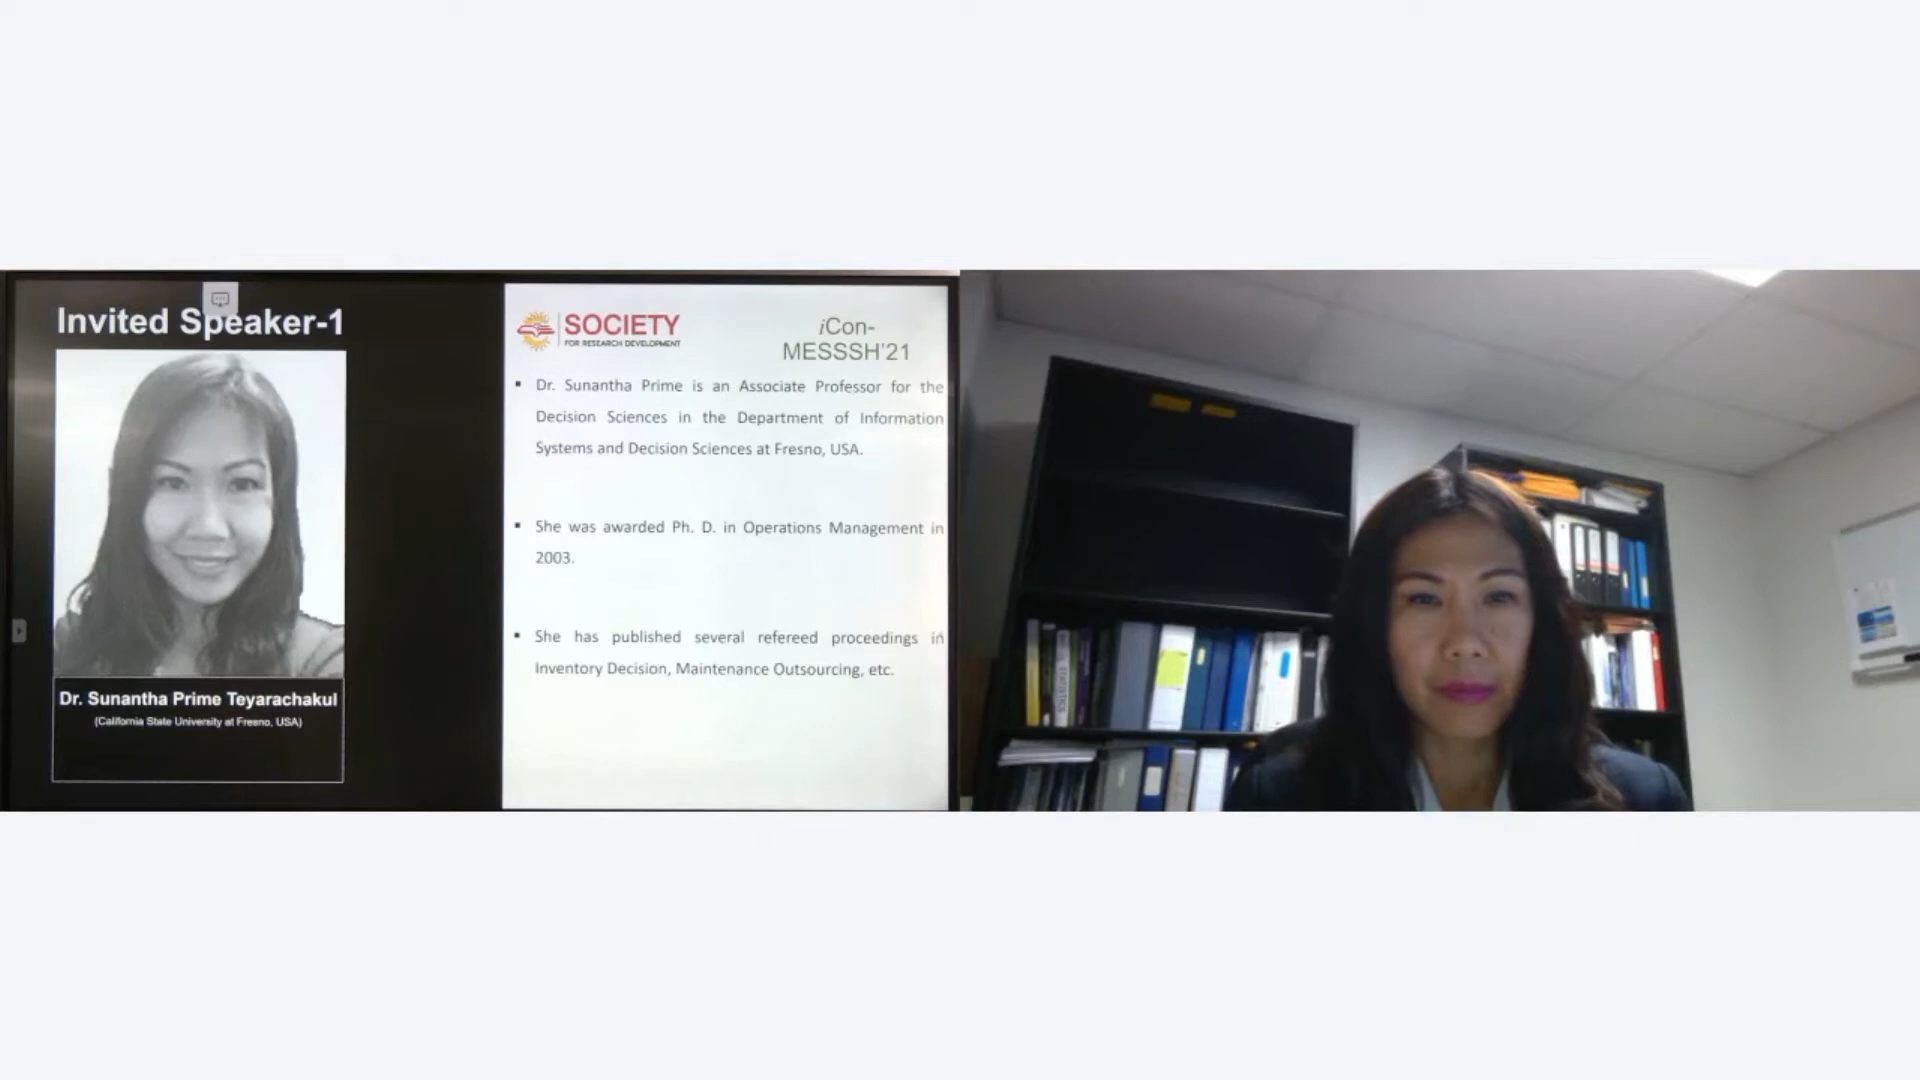 Invited Speaker-1
Dr. Sunantha Prime Teyarachakul
(California State University at Fresno, USA)
SOCIETY
FOR RESEARCH DEVELOPMENT
iCon-
MESSSH'21
▪ Dr. Sunantha Prime is an Associate Professor for the
Decision Sciences in the Department of Information
Systems and Decision Sciences at Fresno, USA.
▪ She was awarded Ph. D. in Operations Management in
2003.
▪ She has published several refereed proceedings in
Inventory Decision, Maintenance Outsourcing, etc.
STATISTICS